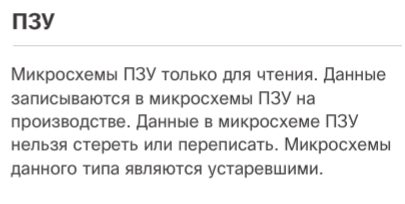 ПЗУ
Микросхемы ПЗУ только для чтения. Данные
записываются в микросхемы ПЗУ на
производстве. Данные в микросхеме ПЗУ
нельзя стереть или переписать. Микросхемы
данного типа являются устаревшими.